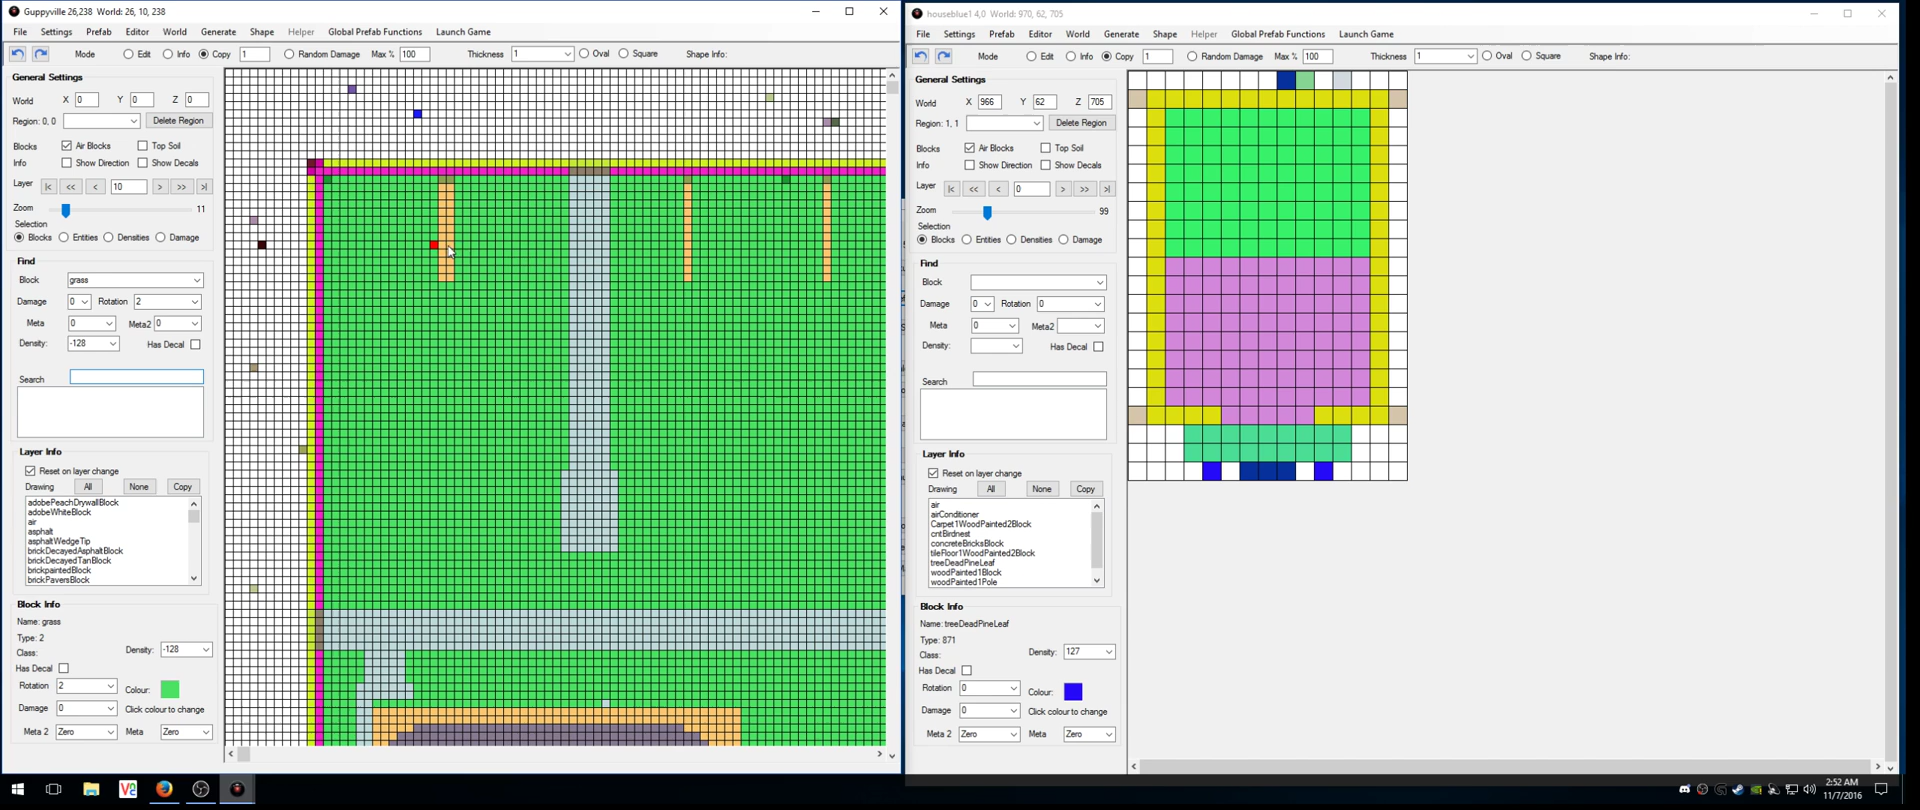 Guppyville 26,238 World: 26, 10, 238
File Settings Prefab Editor World Generate Shape Helper Global Prefab Functions Launch Game
Mode Edit Info Copy 1 Random Damage Max % 100 Thickness 1 Oval Square Shape Info:
General Settings
World X 0 Y 0 Z 0
Region: 0, 0 Delete Region
Blocks Air Blocks Top Soil
Info Show Direction Show Decals
Layer |< << < 10 > >> >|
Zoom 11
Selection
Blocks Entities Densities Damage
Find
Block grass
Damage 0 Rotation 2
Meta 0 Meta2 0
Density: -128 Has Decal
Search
Layer Info
Reset on layer change
Drawing All None Copy
adobePeachDrywallBlock
adobeWhiteBlock
air
asphalt
asphaltWedgeTip
brickDecayedAsphaltBlock
brickDecayedTanBlock
brickpaintedBlock
brickPaversBlock
Block Info
Name: grass
Type: 2
Class: Density: -128
Has Decal
Rotation 2 Colour:
Damage 0 Click colour to change
Meta 2 Zero Meta Zero
houseblue1 4,0 World: 970, 62, 705
File Settings Prefab Editor World Generate Shape Helper Global Prefab Functions Launch Game
Mode Edit Info Copy 1 Random Damage Max % 100 Thickness 1 Oval Square Shape Info:
General Settings
World X 966 Y 62 Z 705
Region: 1, 1 Delete Region
Blocks Air Blocks Top Soil
Info Show Direction Show Decals
Layer |< << < 0 > >> >|
Zoom 99
Selection
Blocks Entities Densities Damage
Find
Block
Damage 0 Rotation 0
Meta 0 Meta2
Density: Has Decal
Search
Layer Info
Reset on layer change
Drawing All None Copy
air
airConditioner
Carpet1WoodPainted2Block
cntBirdnest
concreteBricksBlock
tileFloor1WoodPainted2Block
treeDeadPineLeaf
woodPainted1Block
woodPainted1Pole
Block Info
Name: treeDeadPineLeaf
Type: 871
Class: Density: 127
Has Decal
Rotation 0 Colour:
Damage 0 Click colour to change
Meta 2 Zero Meta Zero
2:52 AM
11/7/2016